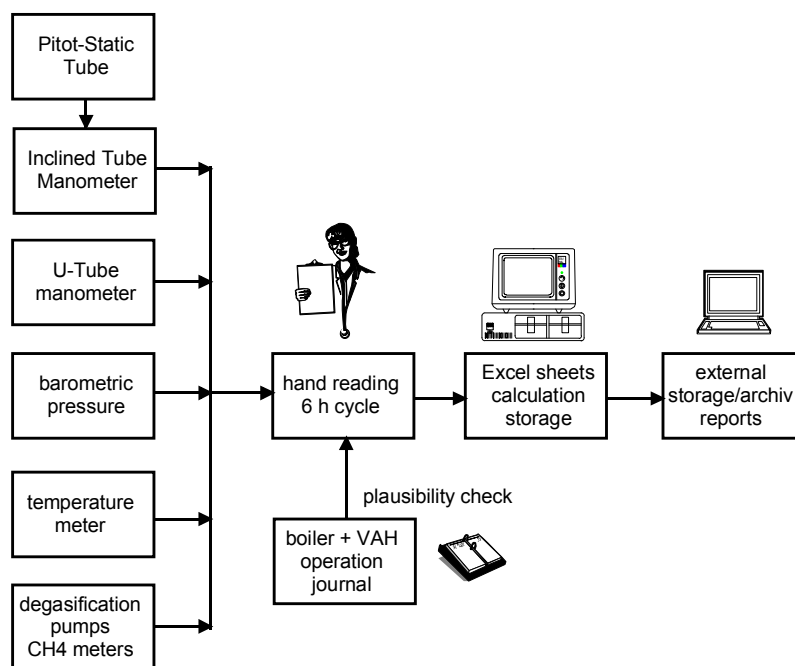 Pitot-Static
Tube
Inclined Tube
Manometer
U-Tube
manometer
barometric
pressure
temperature
meter
degasification
pumps
CH4 meters
hand reading
6 h cycle
plausibility check
boiler + VAH
operation
journal
Excel sheets
calculation
storage
external
storage/archiv
reports